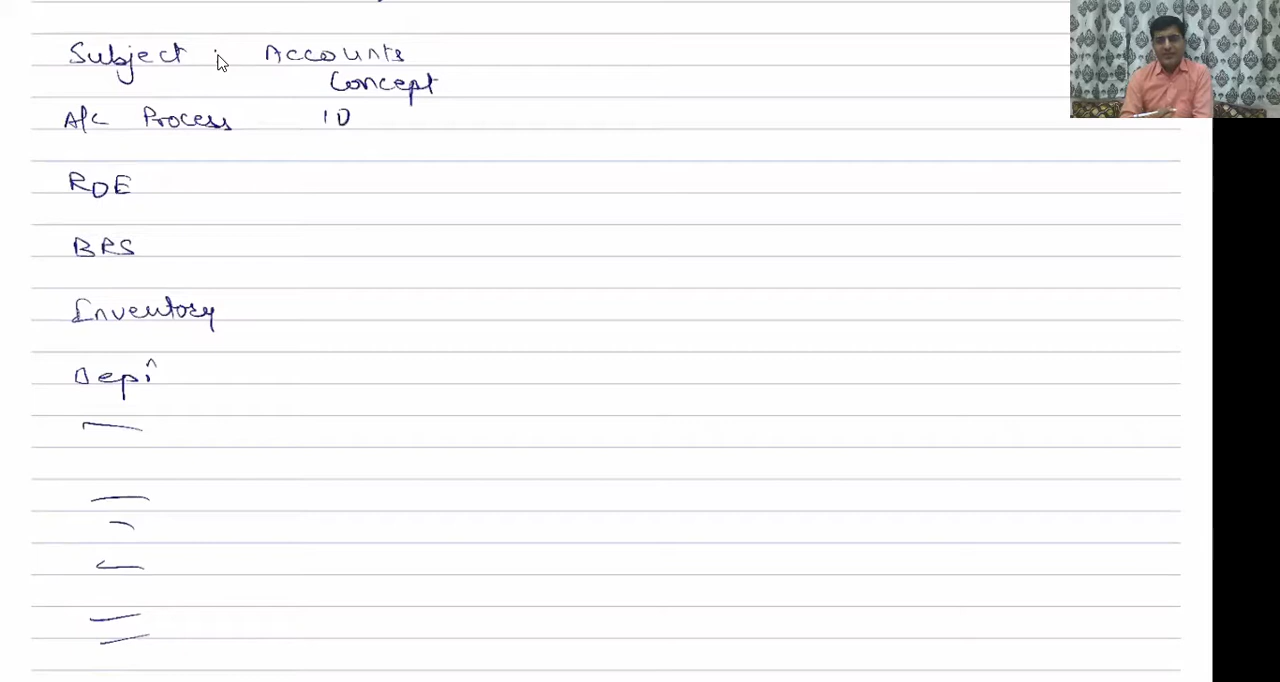 Subject : Accounts
Concept
A/c Process 10
ROE
BRS
Inventory
Depn